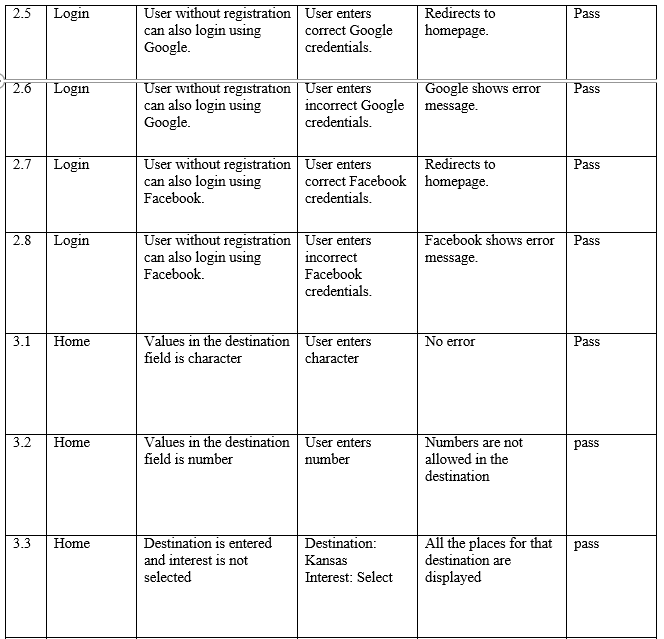 2.5 Login User without registration User enters Redirects to Pass
can also login using correct Google homepage.
Google. credentials.
2.6 Login User without registration User enters Google shows error Pass
can also login using incorrect Google message.
Google. credentials.
2.7 Login User without registration User enters Redirects to Pass
can also login using correct Facebook homepage.
Facebook. credentials.
2.8 Login User without registration User enters Facebook shows error Pass
can also login using incorrect message.
Facebook. Facebook
credentials.
3.1 Home Values in the destination User enters No error Pass
field is character character
3.2 Home Values in the destination User enters Numbers are not pass
field is number number allowed in the
destination
3.3 Home Destination is entered Destination: All the places for that pass
and interest is not Kansas destination are
selected Interest: Select displayed